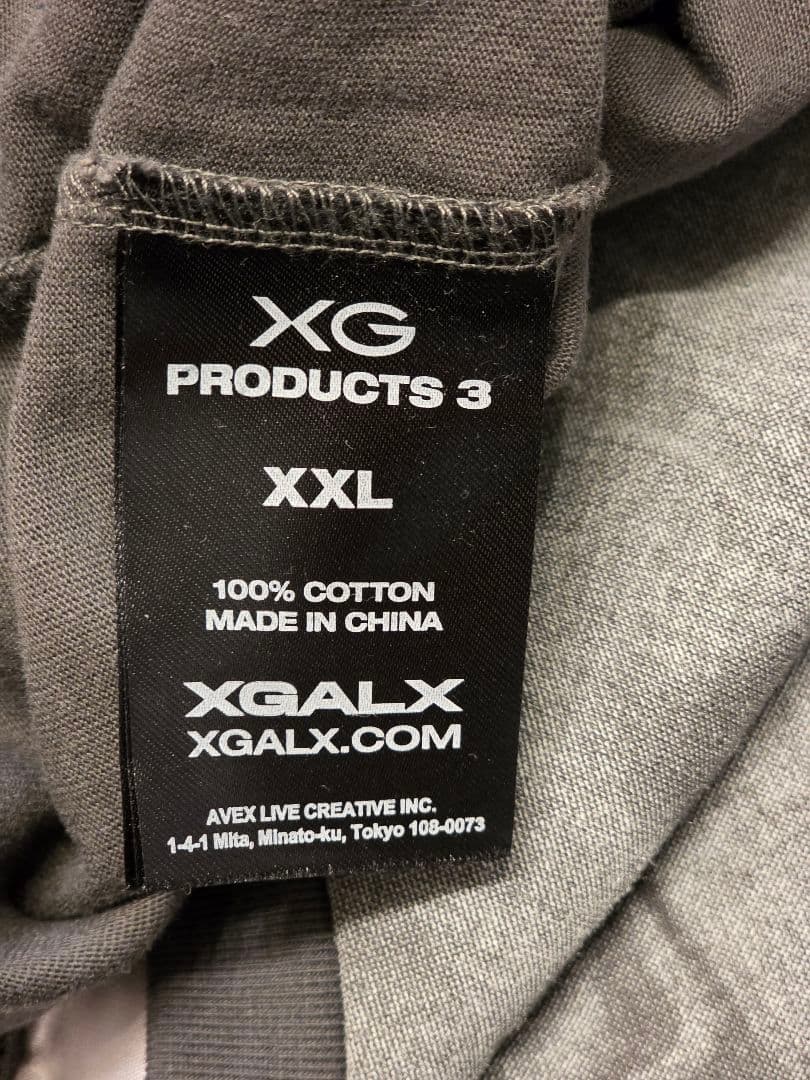 XG
PRODUCTS 3
XXL
100% COTTON
MADE IN CHINA
XGALX
XGALX.COM
AVEX LIVE CREATIVE INC.
1-4-1 Mita, Minato-ku, Tokyo 108-0073